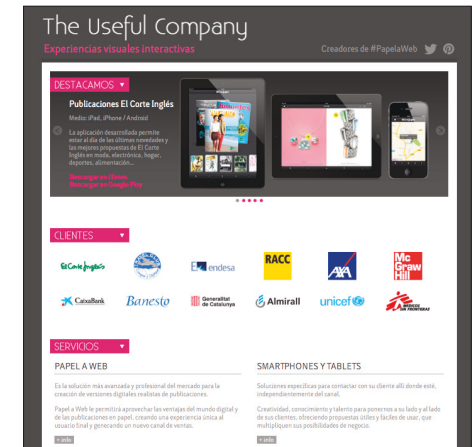 The Useful Company
Experiencias visuales interactivas
Creadores de #PapelaWeb
DESTACAMOS
Publicaciones El Corte Inglés
Medio: iPad, iPhone / Android
La aplicación desarrollada permite
estar al día de las últimas novedades y
las mejores propuestas de El Corte
Inglés en moda, electrónica, hogar,
deportes, alimentación...
Descargar en iTunes
Descargar en Google Play
CLIENTES
El Corte Inglés
endesa
RACC
AXA
Mc
Graw
Hill
CaixaBank
Banesto
Generalitat
de Catalunya
Almirall
unicef
MEDICOS
SIN FRONTERAS
SERVICIOS
PAPEL A WEB
Es la solución más avanzada y profesional del mercado para la
creación de versiones digitales realistas de publicaciones.
Papel a Web le permitirá aprovechar las ventajas del mundo digital y
de las publicaciones en papel, creando una experiencia única al
usuario final y generando un nuevo canal de ventas.
+ info
SMARTPHONES Y TABLETS
Soluciones específicas para contactar con su cliente allí donde esté,
independientemente del canal.
Creatividad, conocimiento y talento para ponernos a su lado y al lado
de sus clientes, ofreciendo propuestas útiles y fáciles de usar, que
multipliquen sus posibilidades de negocio.
+ info